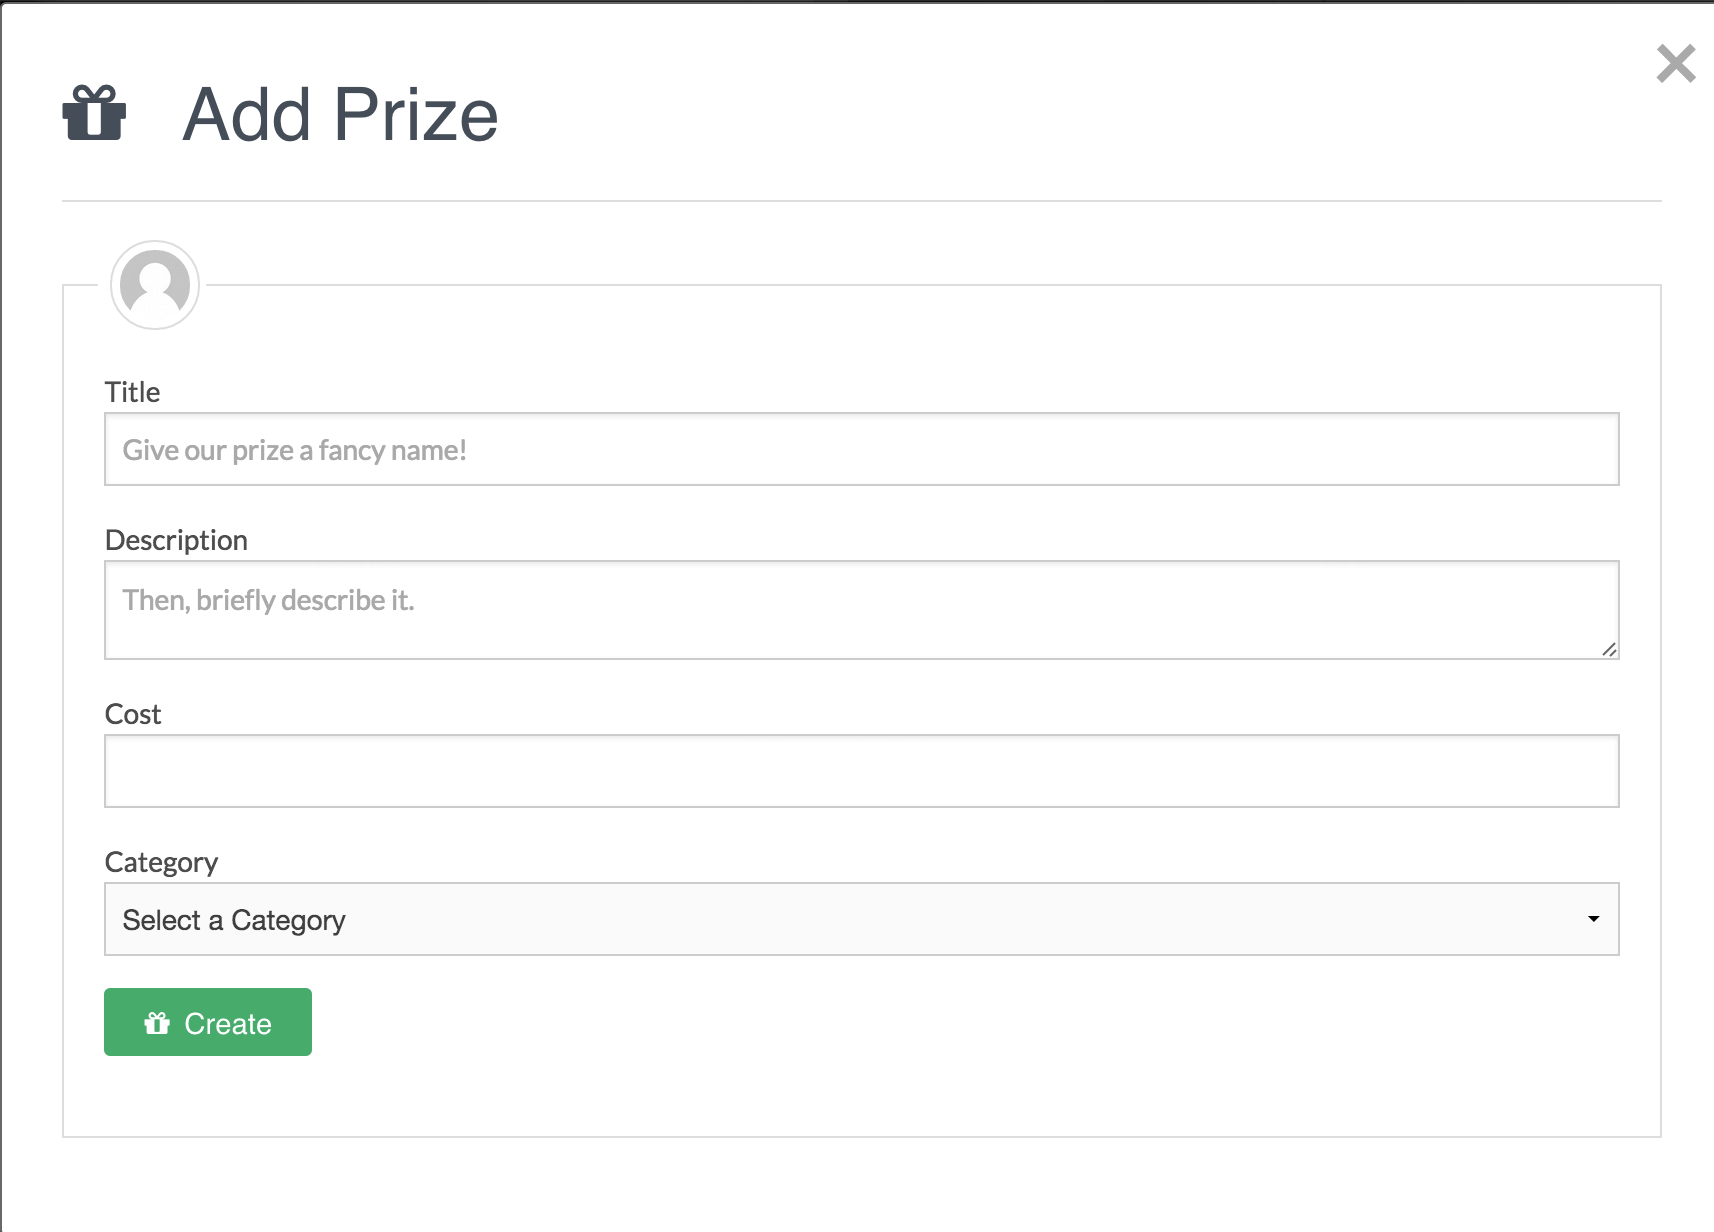 Add Prize
Title
Give our prize a fancy name!
Description
Then, briefly describe it.
Cost
Category
Select a Category
Create